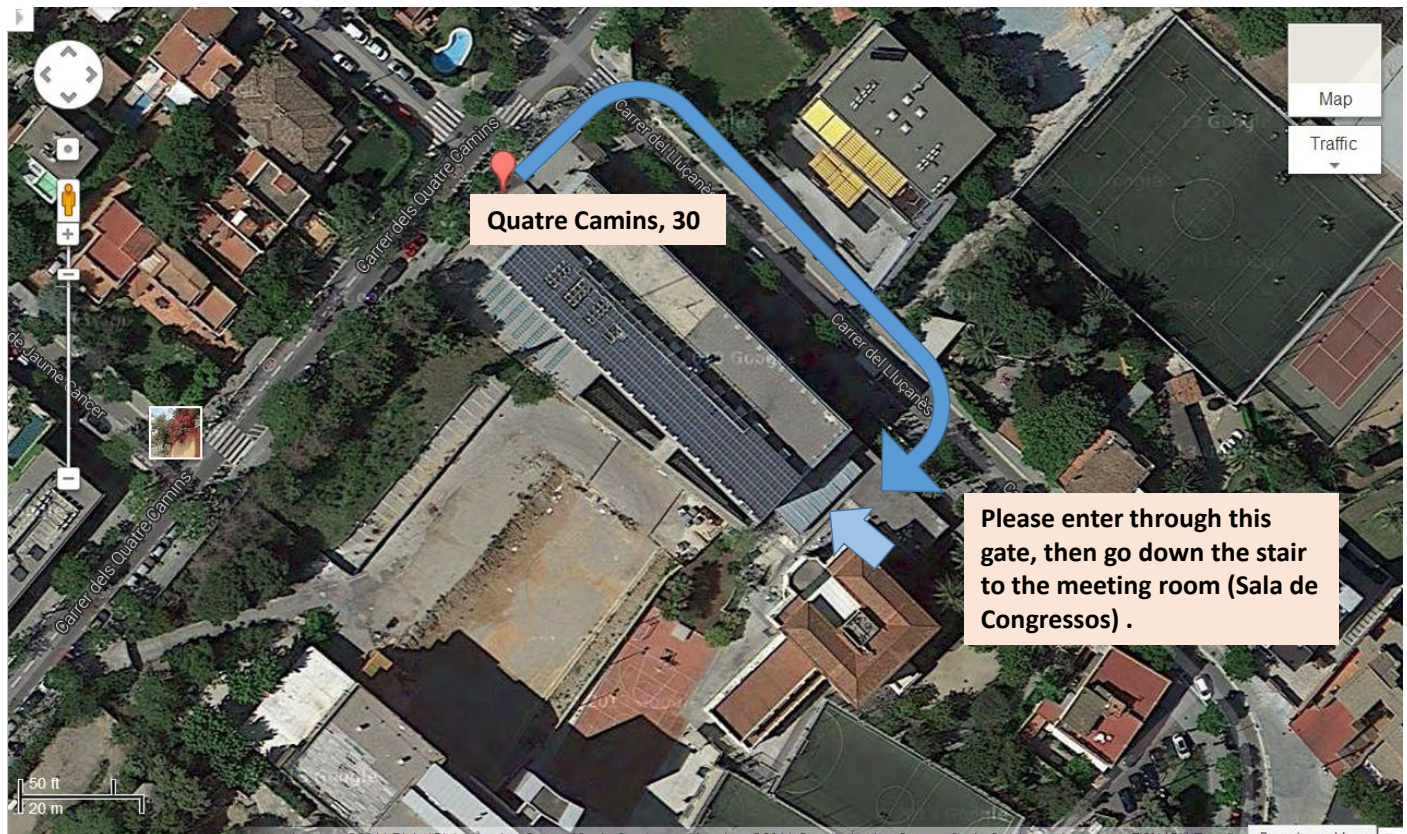 Map
Traffic
Carrer del Lluçanès
Quatre Camins, 30
Carrer dels Quatre Camins
Carrer del Lluçanès
de Jaume Càncer
Please enter through this
gate, then go down the stair
to the meeting room (Sala de
Congressos) .
Carrer dels Quatre Camins
50 ft
20 m